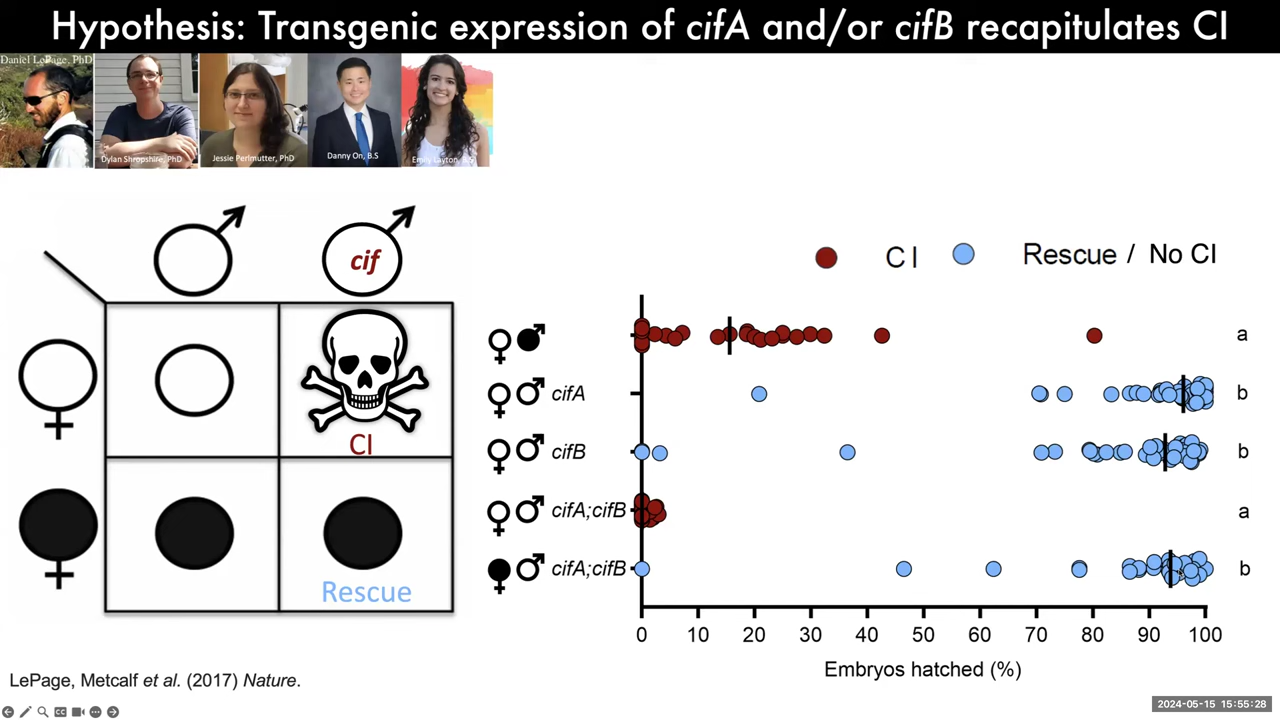 Hypothesis: Transgenic expression of cifA and/or cifB recapitulates CI
Daniel LePage, PhD
Dylan Shropshire, PhD
Jessie Perlmutter, PhD
Danny On, B.S
Emily Layton,
cif
CI
Rescue
CI
Rescue / No CI
a
cifA
b
cifB
b
cifA;cifB
a
cifA;cifB
b
0 10 20 30 40 50 60 70 80 90 100
Embryos hatched (%)
LePage, Metcalf et al. (2017) Nature.
2024-05-15 15:55:28